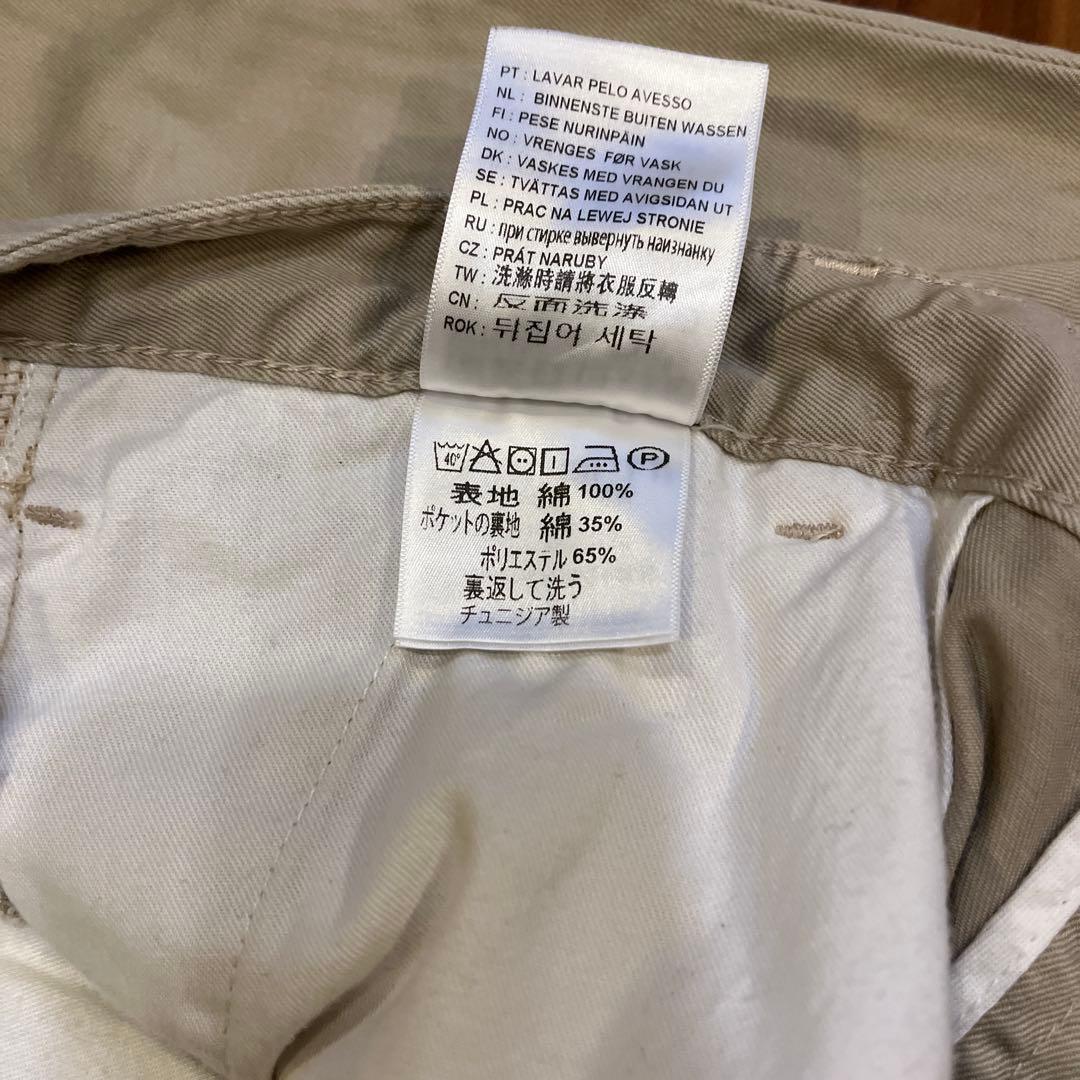 PT : LAVAR PELO AVESSO
NL : BINNENSTE BUITEN WASSEN
FI : PESE NURINPÄIN
NO : VRENGES FØR VASK
DK : VASKES MED VRANGEN DU
SE : TVÄTTAS MED AVIGSIDAN UT
PL : PRAC NA LEWEJ STRONIE
RU : при стирке вывернуть наизнанку
CZ : PRÁT NARUBY
TW : 洗滌時請將衣服反轉
CN : 反面洗涤
ROK : 뒤집어 세탁
40° P
表地 綿 100%
ポケットの裏地 綿 35%
ポリエステル 65%
裏返して洗う
チュニジア製